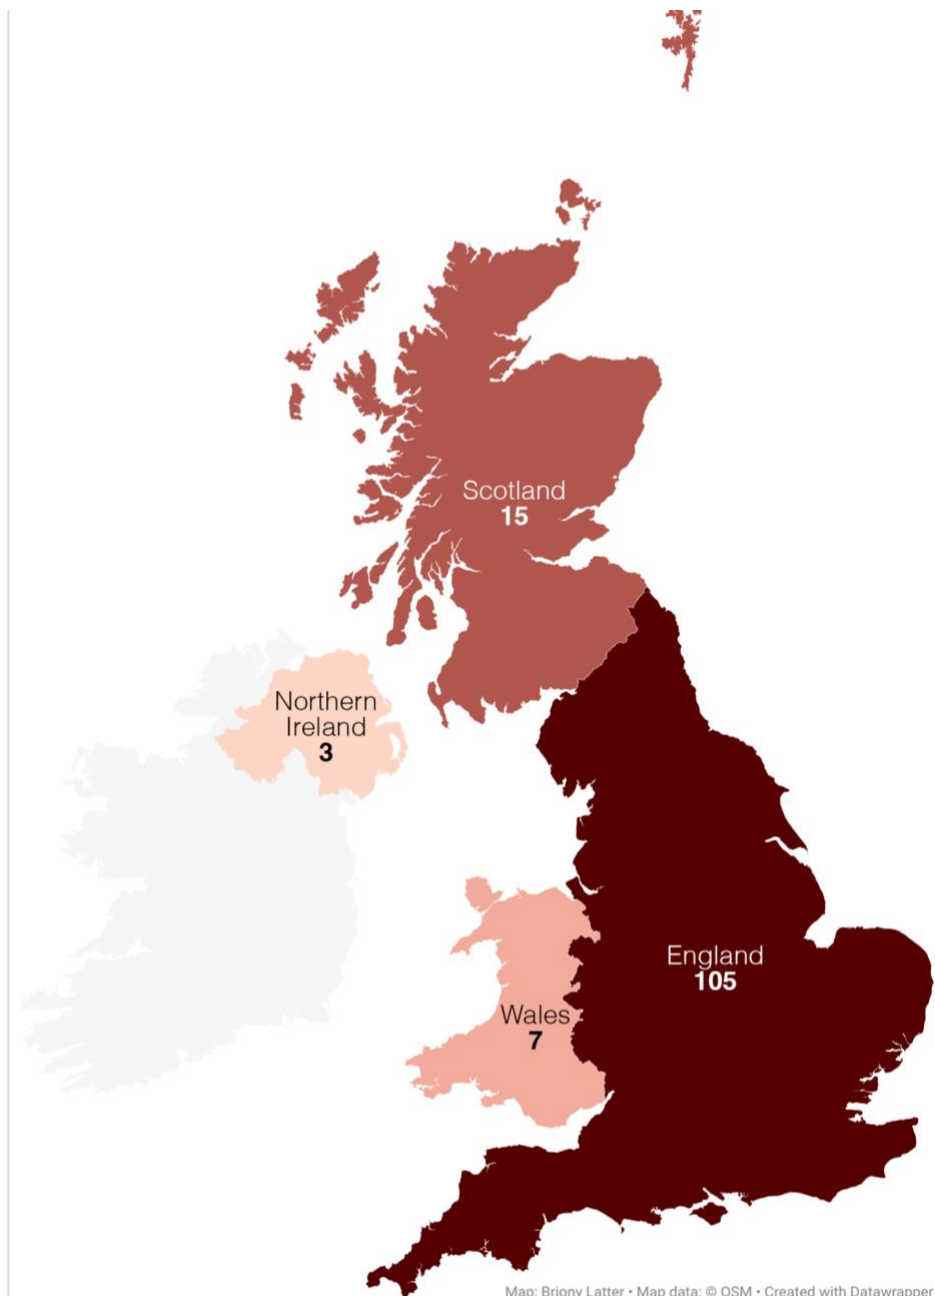 Scotland
15
Northern
Ireland
3
England
105
Wales
7
Map: Briony Latter • Map data: © OSM • Created with Datawrapper